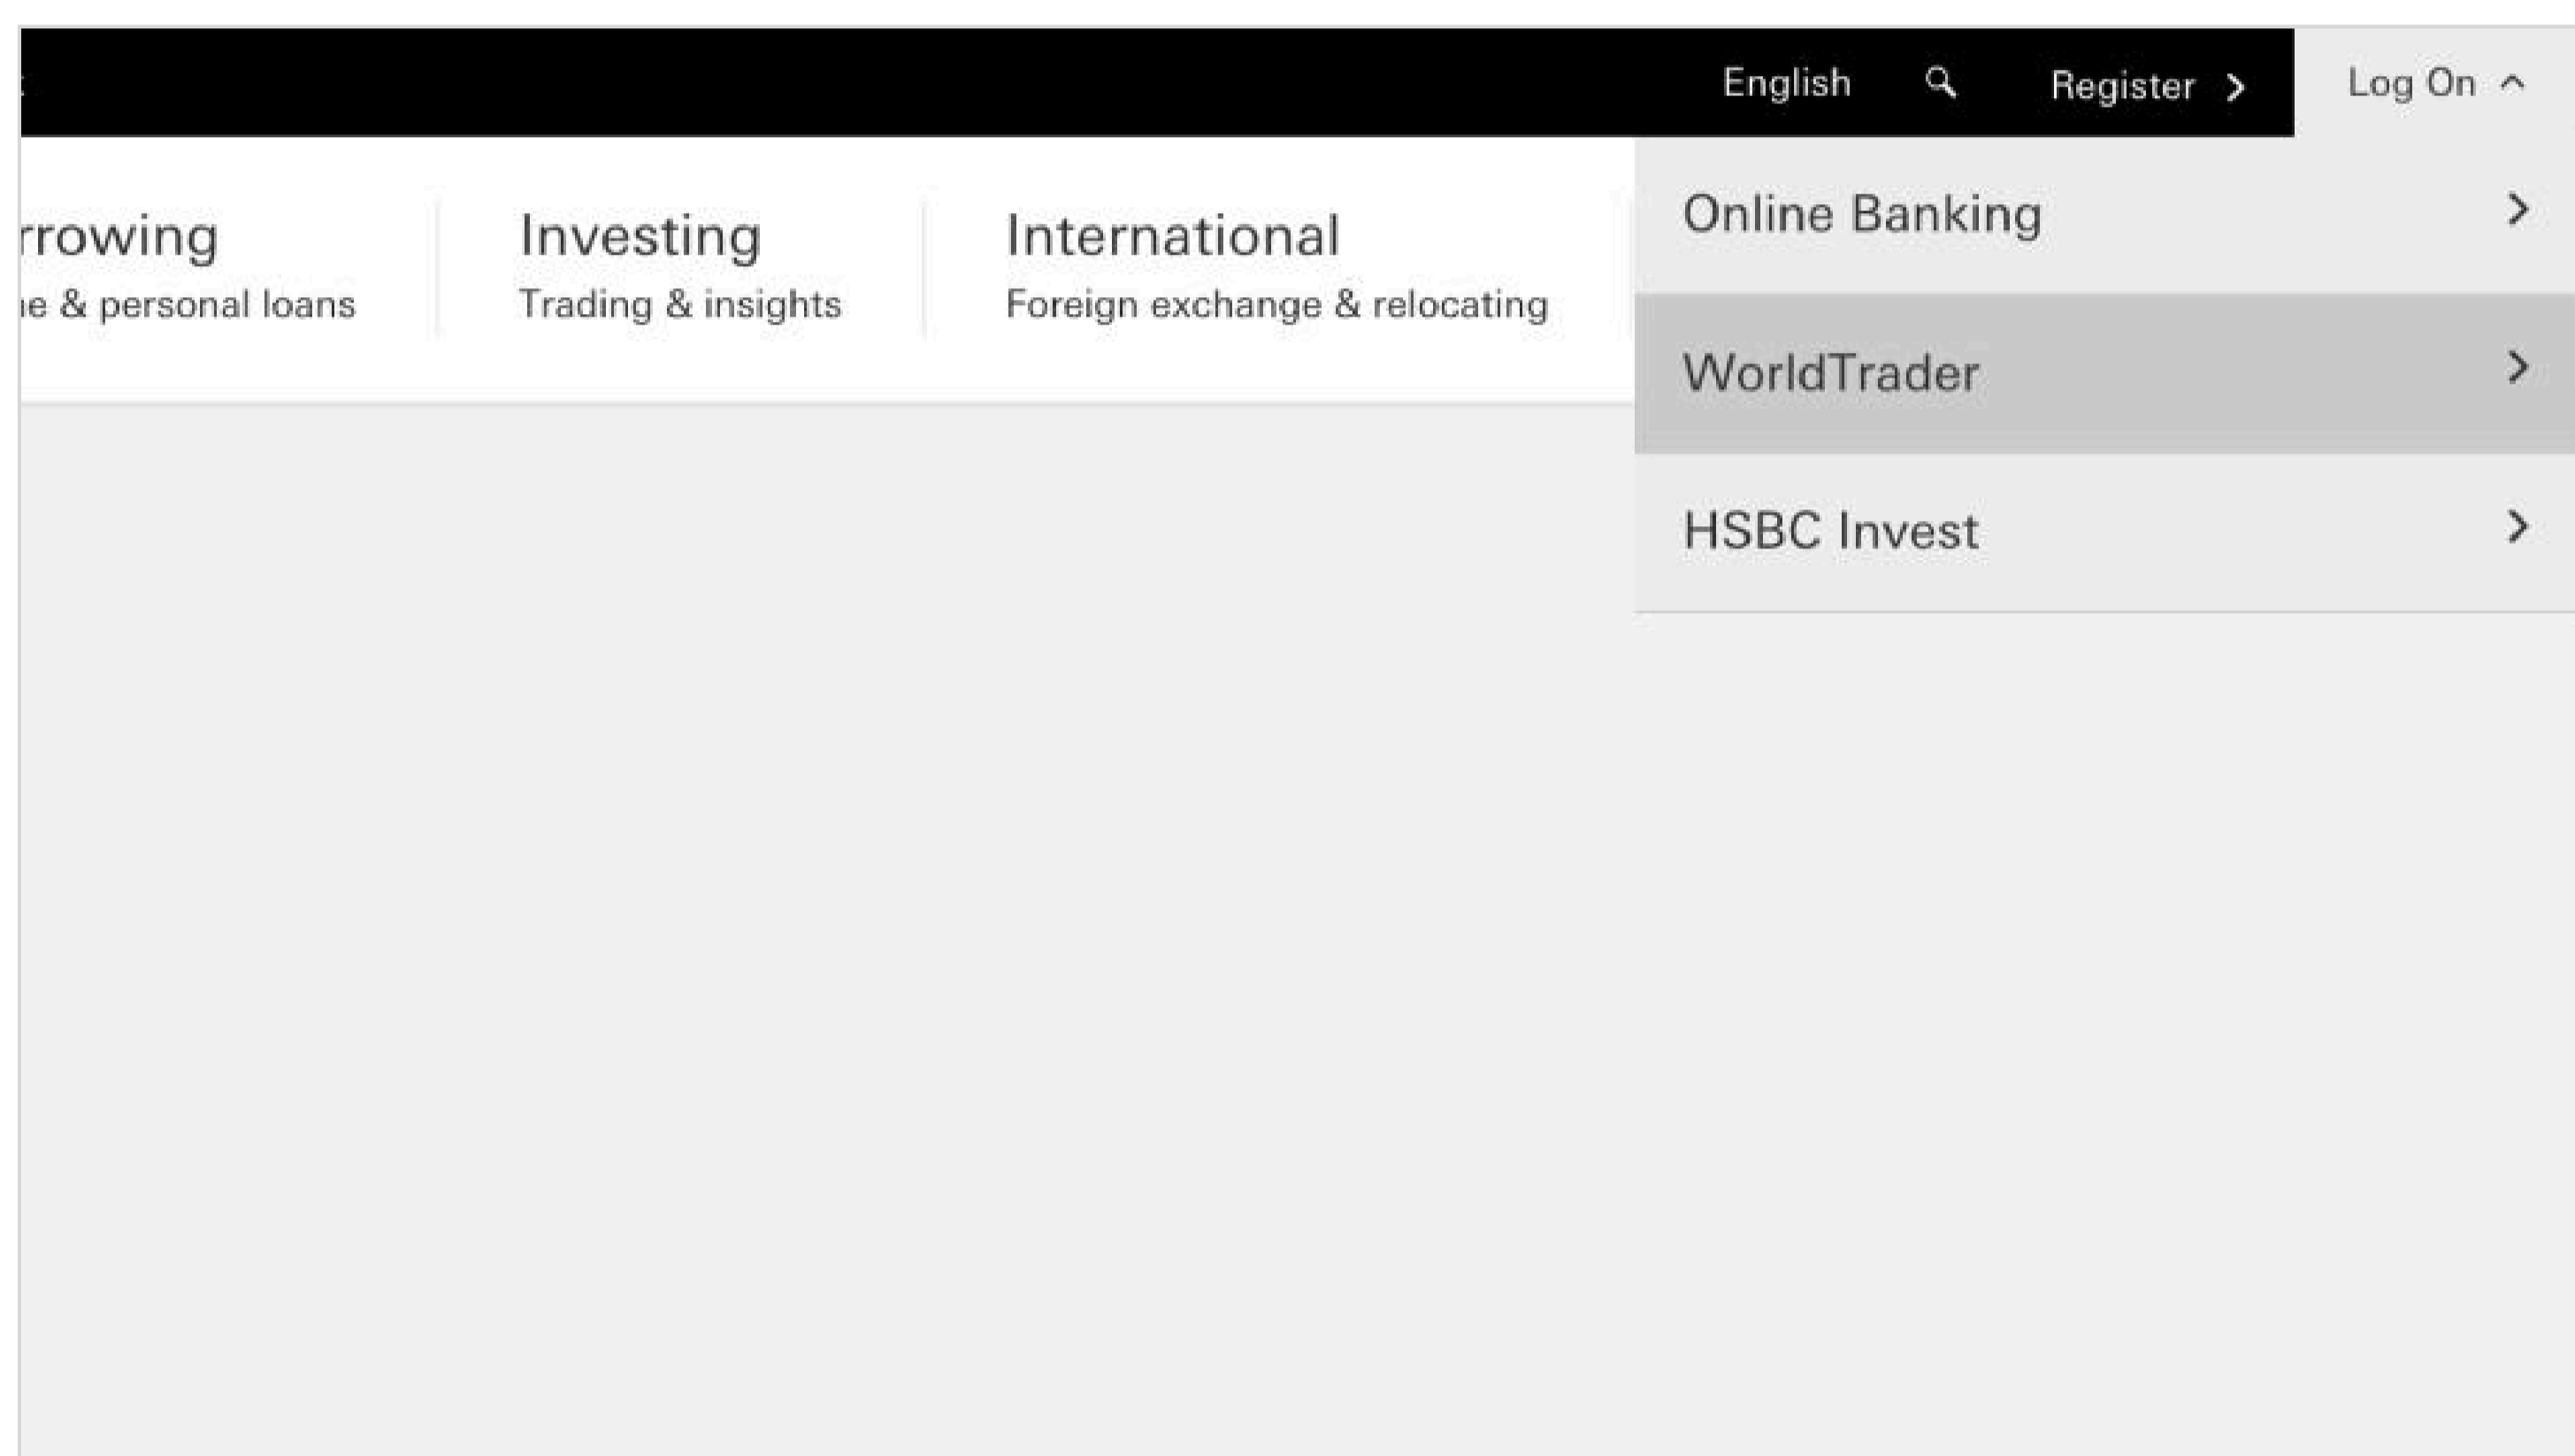 English Register Log On
Online Banking
rrowing Investing International
e & personal loans Trading & insights Foreign exchange & relocating
WorldTrader
HSBC Invest